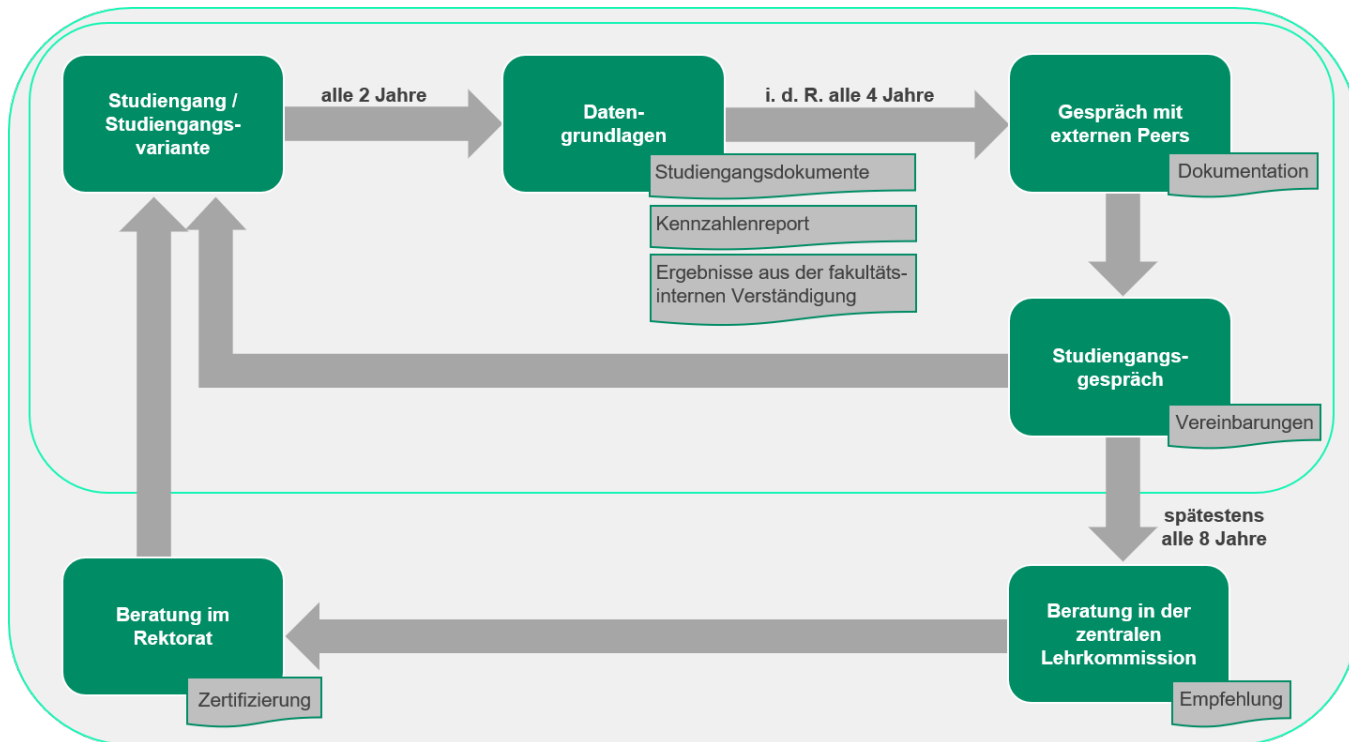 Studiengang /
Studiengangs-
variante
alle 2 Jahre
Daten-
grundlagen
Studiengangsdokumente
Kennzahlenreport
Ergebnisse aus der fakultäts-
internen Verständigung
i. d. R. alle 4 Jahre
Gespräch mit
externen Peers
Dokumentation
Studiengangs-
gespräch
Vereinbarungen
spätestens
alle 8 Jahre
Beratung in der
zentralen
Lehrkommission
Empfehlung
Beratung im
Rektorat
Zertifizierung